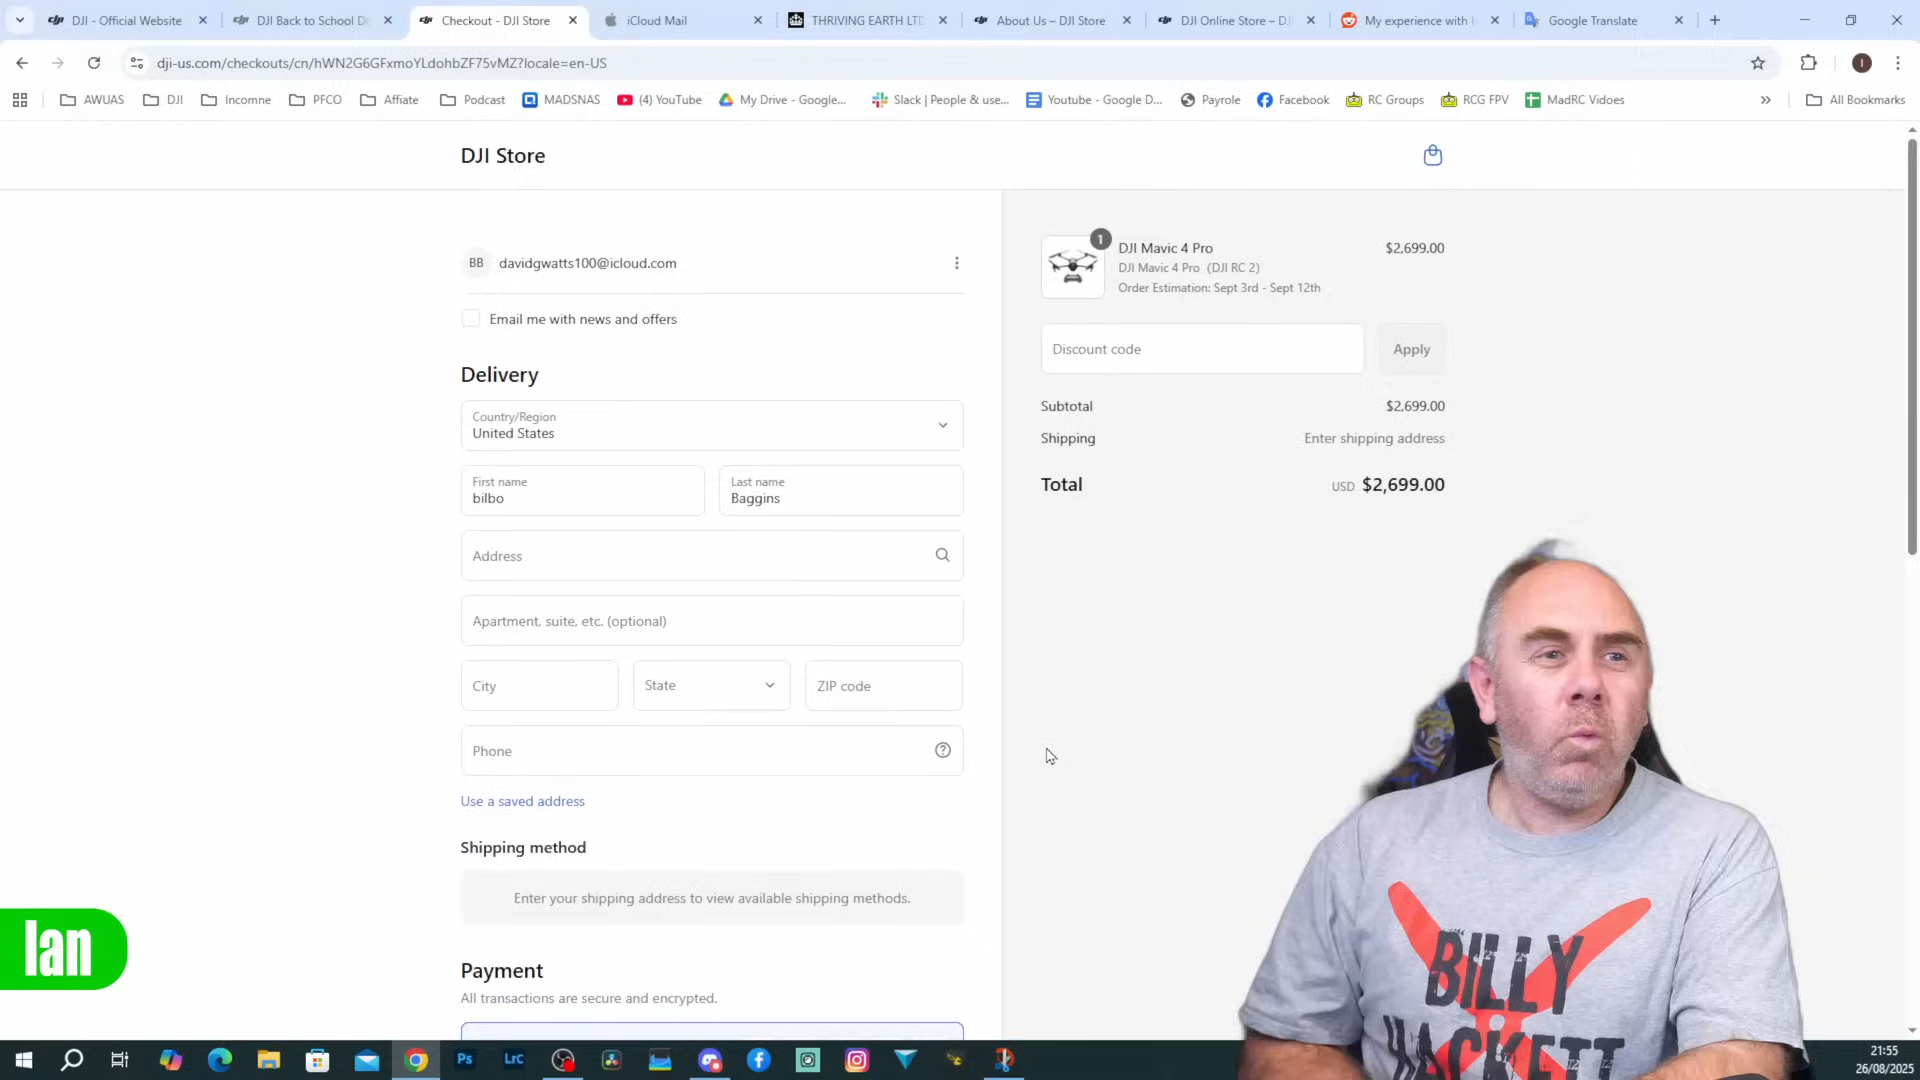 DJI - Official Website
DJI Back to School De
Checkout - DJI Store
iCloud Mail
THRIVING EARTH LTD
About Us – DJI Store
DJI Online Store – DJ
My experience with
Google Translate
dji-us.com/checkouts/cn/hWN2G6GFxmoYLdohbZF75vMZ?locale=en-US
AWUAS
DJI
Incomne
PFCO
Affiate
Podcast
MADSNAS
(4) YouTube
My Drive - Google...
Slack | People & use...
Youtube - Google D...
Payrole
Facebook
RC Groups
RCG FPV
MadRC Vidoes
All Bookmarks
DJI Store
BB davidgwatts100@icloud.com
Email me with news and offers
Delivery
Country/Region
United States
First name
bilbo
Last name
Baggins
Address
Apartment, suite, etc. (optional)
City
State
ZIP code
Phone
Use a saved address
Shipping method
Enter your shipping address to view available shipping methods.
Payment
All transactions are secure and encrypted.
1
DJI Mavic 4 Pro $2,699.00
DJI Mavic 4 Pro (DJI RC 2)
Order Estimation: Sept 3rd - Sept 12th
Discount code
Apply
Subtotal $2,699.00
Shipping Enter shipping address
Total USD $2,699.00
Ian
BILLY
HACKETT
Ps
Lrc
21:55
26/08/2025